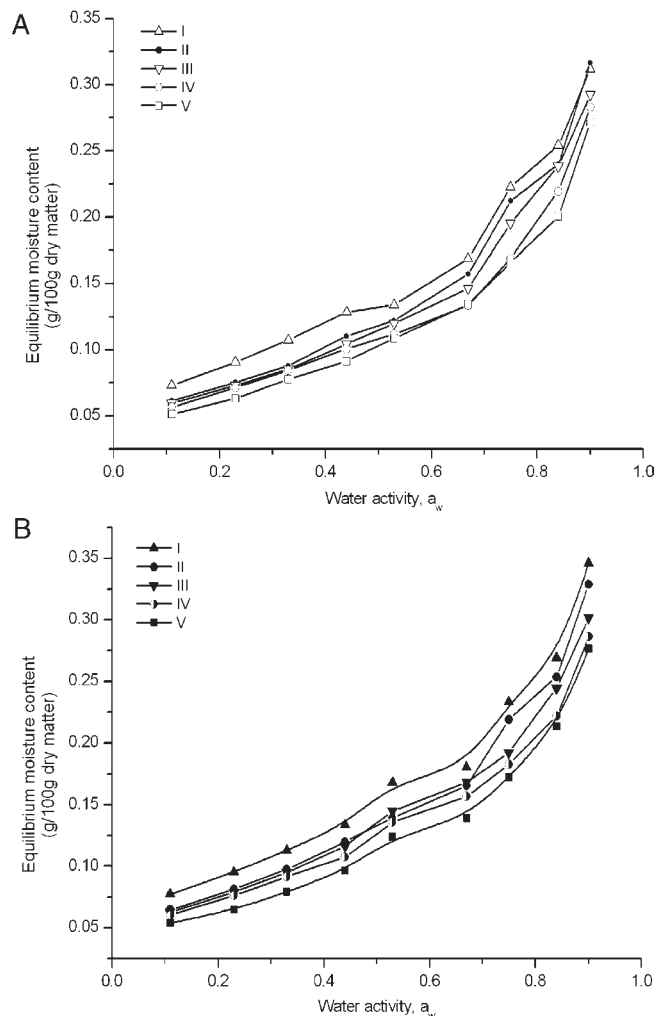 A
0.35
0.30
0.25
0.20
0.15
0.10
0.05
I
II
III
IV
V
Equilibrium moisture content
(g/100g dry matter)
0.0 0.2 0.4 0.6 0.8 1.0
Water activity, a_w
B
0.35
0.30
0.25
0.20
0.15
0.10
0.05
I
II
III
IV
V
Equilibrium moisture content
(g/100g dry matter)
0.0 0.2 0.4 0.6 0.8 1.0
Water activity, a_w